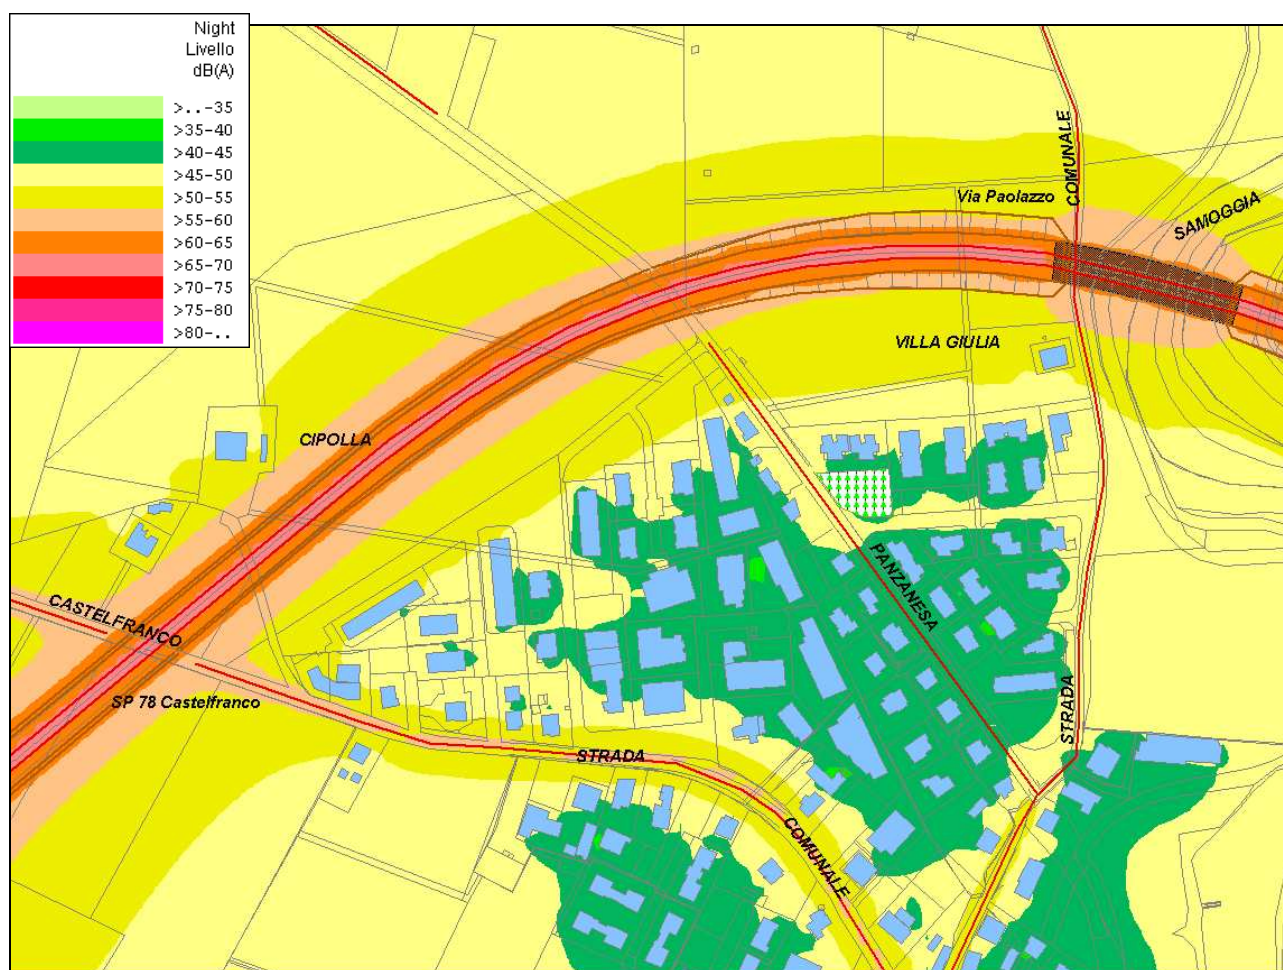 Night
Livello
dB(A)
>..-35
>35-40
>40-45
>45-50
>50-55
>55-60
>60-65
>65-70
>70-75
>75-80
>80-..
COMUNALE
Via Paolazzo
SAMOGGIA
VILLA GIULIA
CIPOLLA
PANZANESA
CASTELFRANCO
SP 78 Castelfranco
STRADA
STRADA
COMUNALE